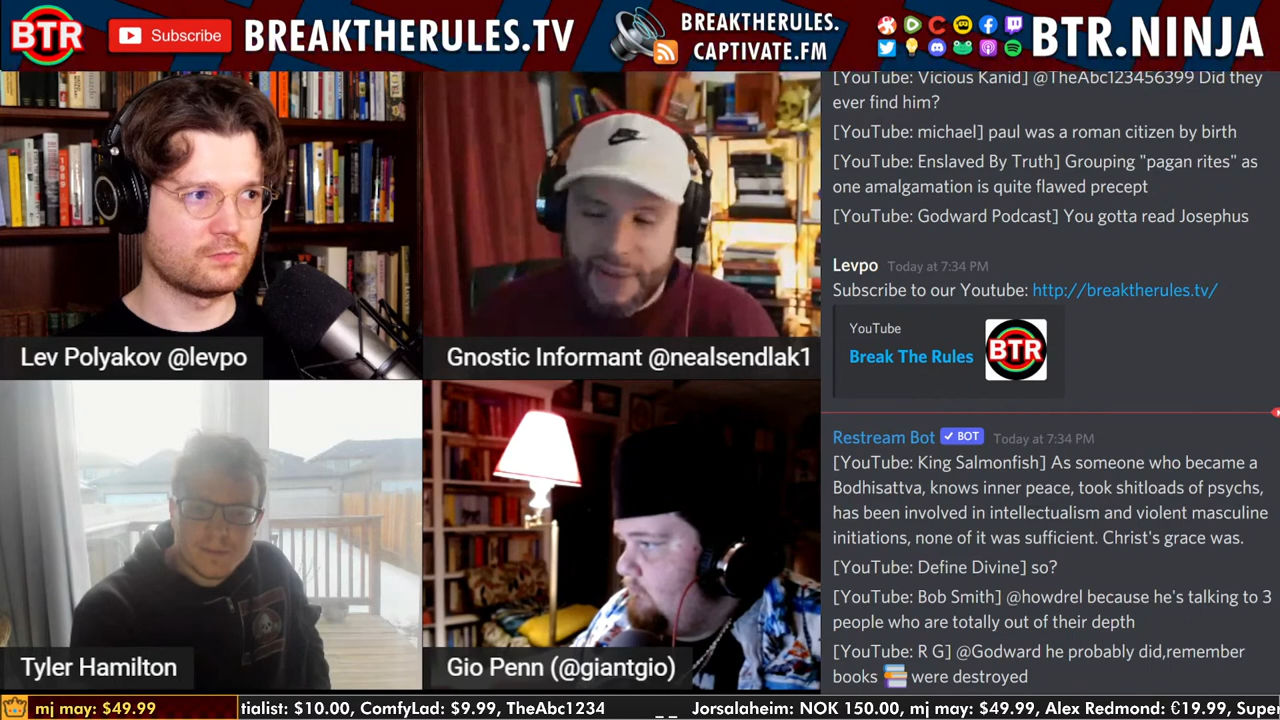 BTR
Subscribe
BREAKTHERULES.TV
BREAKTHERULES.
CAPTIVATE.FM
BTR.NINJA
[YouTube: Vicious Kanid] @TheAbc123456399 Did they
ever find him?
[YouTube: michael] paul was a roman citizen by birth
[YouTube: Enslaved By Truth] Grouping "pagan rites" as
one amalgamation is quite flawed precept
[YouTube: Godward Podcast] You gotta read Josephus
Levpo Today at 7:34 PM
Subscribe to our Youtube: http://breaktherules.tv/
YouTube
Break The Rules
BTR
1989
Lev Polyakov @levpo
Gnostic Informant @nealsendlak1
Restream Bot BOT Today at 7:34 PM
[YouTube: King Salmonfish] As someone who became a
Bodhisattva, knows inner peace, took shitloads of psychs,
has been involved in intellectualism and violent masculine
initiations, none of it was sufficient. Christ's grace was.
[YouTube: Define Divine] so?
[YouTube: Bob Smith] @howdrel because he's talking to 3
people who are totally out of their depth
[YouTube: R G] @Godward he probably did,remember
books 📚 were destroyed
Tyler Hamilton
Gio Penn (@giantgio)
mj may: $49.99
tialist: $10.00, ComfyLad: $9.99, TheAbc1234
_ _ Jorsalaheim: NOK 150.00, mj may: $49.99, Alex Redmond: €19.99, Super